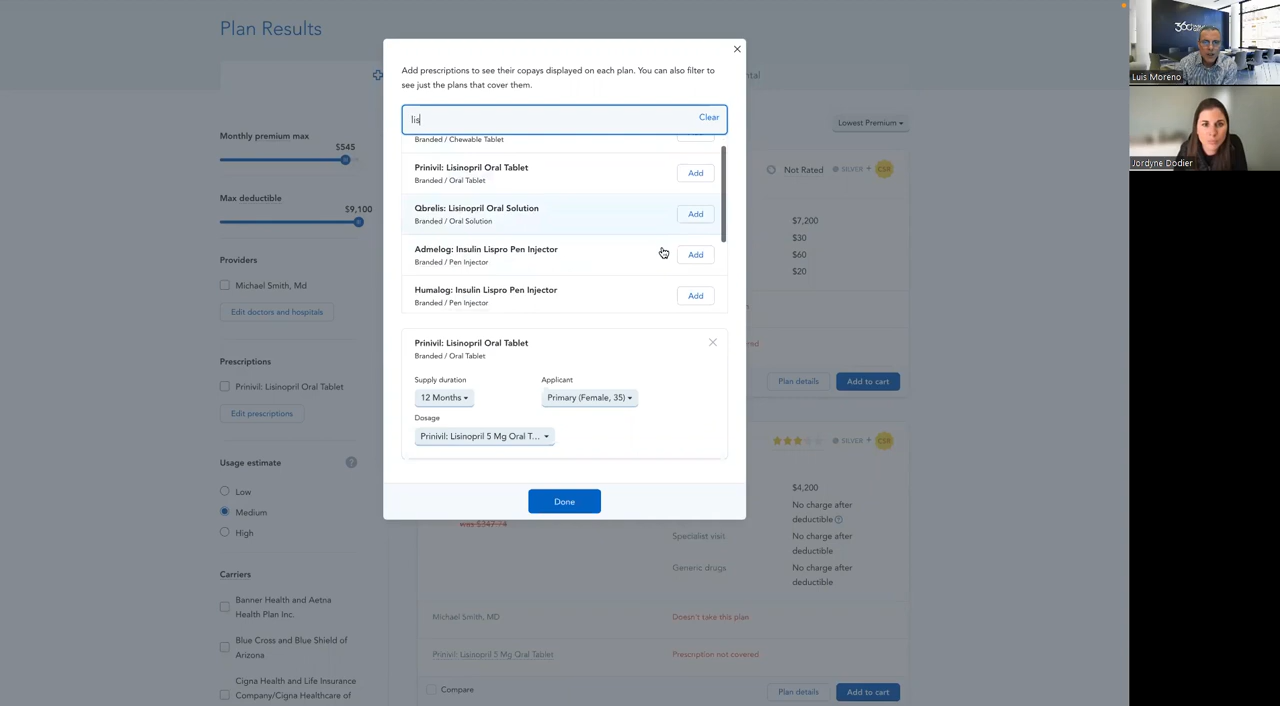 Plan Results
Add prescriptions to see their copays displayed on each plan. You can also filter to
see just the plans that cover them.
lis
Clear
Branded / Chewable Tablet
Prinivil: Lisinopril Oral Tablet
Branded / Oral Tablet
Add
Qbrelis: Lisinopril Oral Solution
Branded / Oral Solution
Add
Admelog: Insulin Lispro Pen Injector
Branded / Pen Injector
Add
Humalog: Insulin Lispro Pen Injector
Branded / Pen Injector
Add
Prinivil: Lisinopril Oral Tablet
Branded / Oral Tablet
Supply duration
Applicant
12 Months
Primary (Female, 35)
Dosage
Prinivil: Lisinopril 5 Mg Oral T...
Done
Monthly premium max
$545
Max deductible
$9,100
Providers
Michael Smith, Md
Edit doctors and hospitals
Prescriptions
Prinivil: Lisinopril Oral Tablet
Edit prescriptions
Usage estimate
?
Low
Medium
High
Carriers
Banner Health and Aetna
Health Plan Inc.
Blue Cross and Blue Shield of
Arizona
Cigna Health and Life Insurance
Company/Cigna Healthcare of
Lowest Premium
Not Rated
SILVER +
CSR
$7,200
$30
$60
$20
Plan details
Add to cart
SILVER +
CSR
was $347.74
$4,200
No charge after
deductible
Specialist visit
No charge after
deductible
Generic drugs
No charge after
deductible
Michael Smith, MD
Doesn't take this plan
Prinivil: Lisinopril 5 Mg Oral Tablet
Prescription not covered
Compare
Plan details
Add to cart
Luis Moreno
Jordyne Dodier